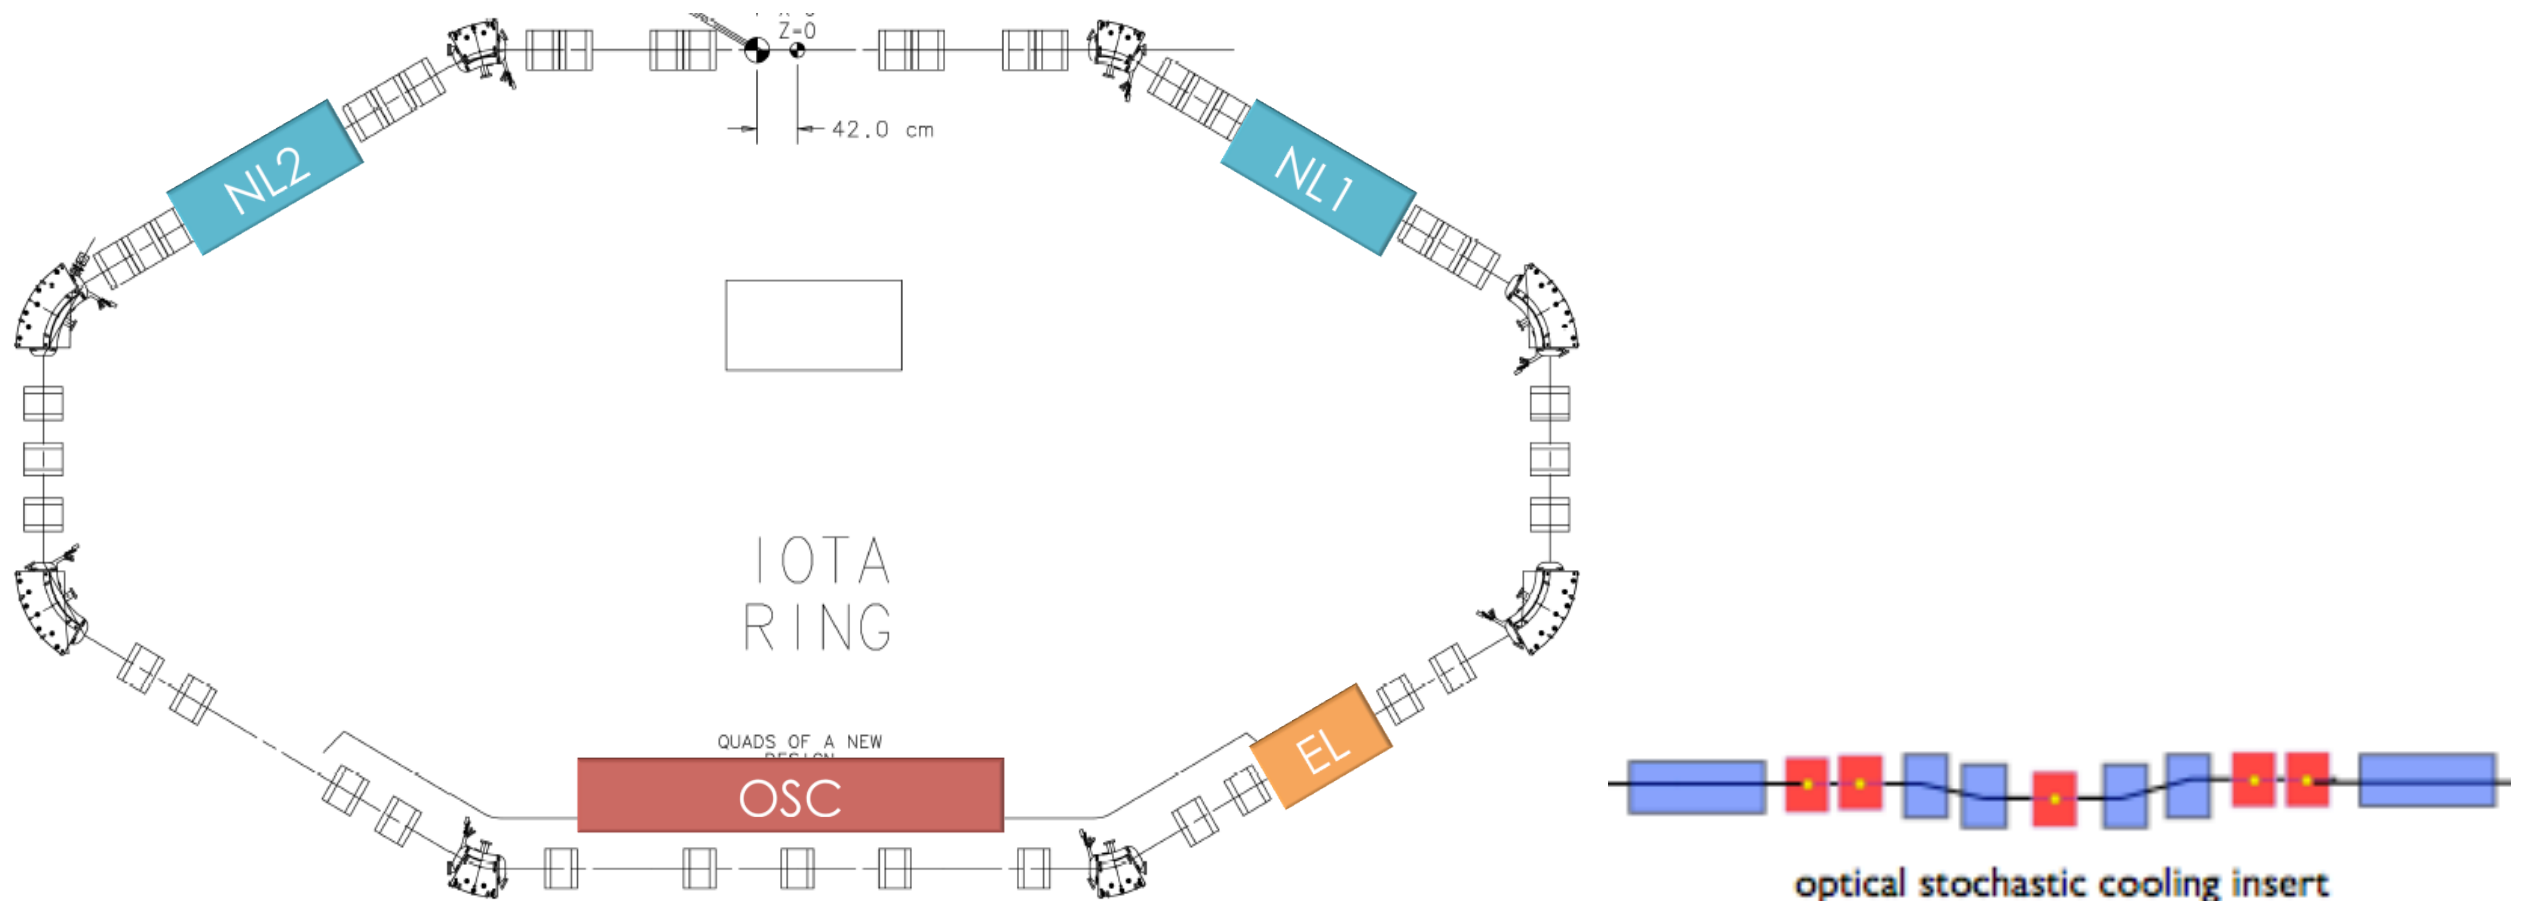 Z=0
42.0 cm
NL2
NL1
IOTA
RING
QUADS OF A NEW
OSC
EL
optical stochastic cooling insert